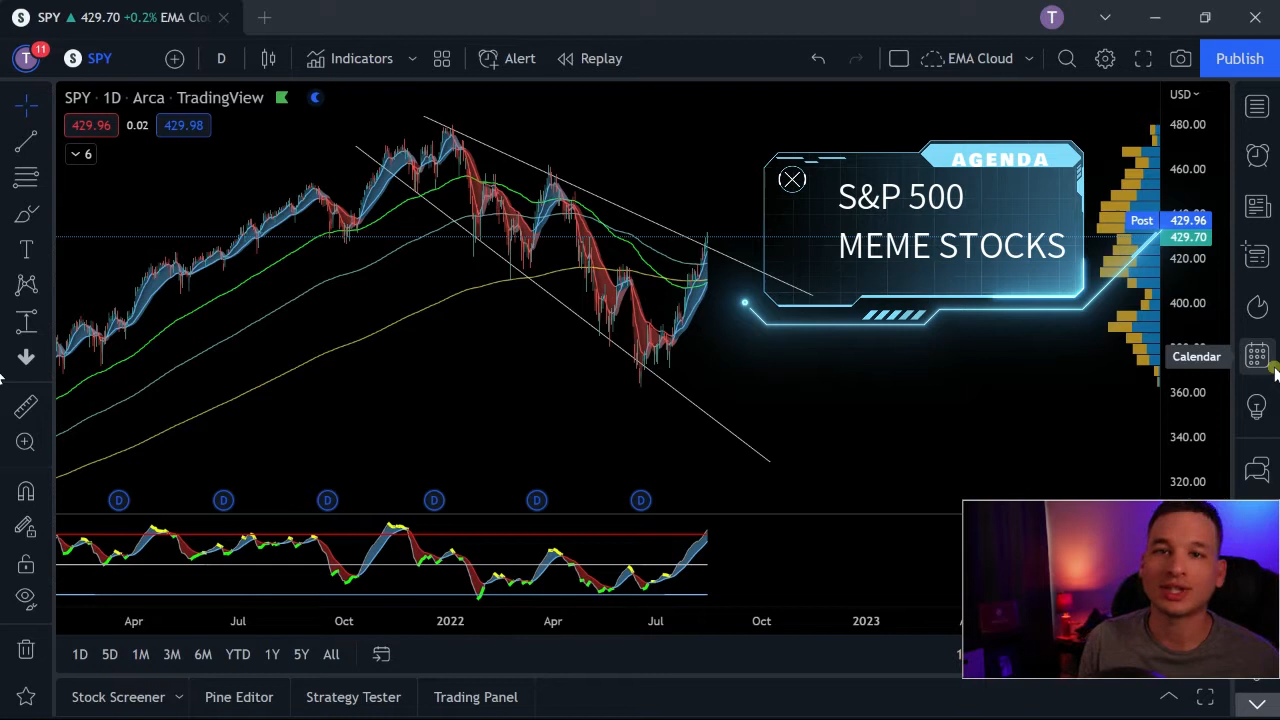 SPY ▲ 429.70 +0.2% EMA Clo
T
T 11 S SPY D Indicators Alert Replay EMA Cloud Publish
SPY · 1D · Arca · TradingView
429.96 0.02 429.98
6
USD
480.00
460.00
420.00
400.00
360.00
340.00
320.00
Post 429.96
429.70
AGENDA
S&P 500
MEME STOCKS
Calendar
D D D D D D
Apr Jul Oct 2022 Apr Jul Oct 2023
1D 5D 1M 3M 6M YTD 1Y 5Y All
Stock Screener Pine Editor Strategy Tester Trading Panel